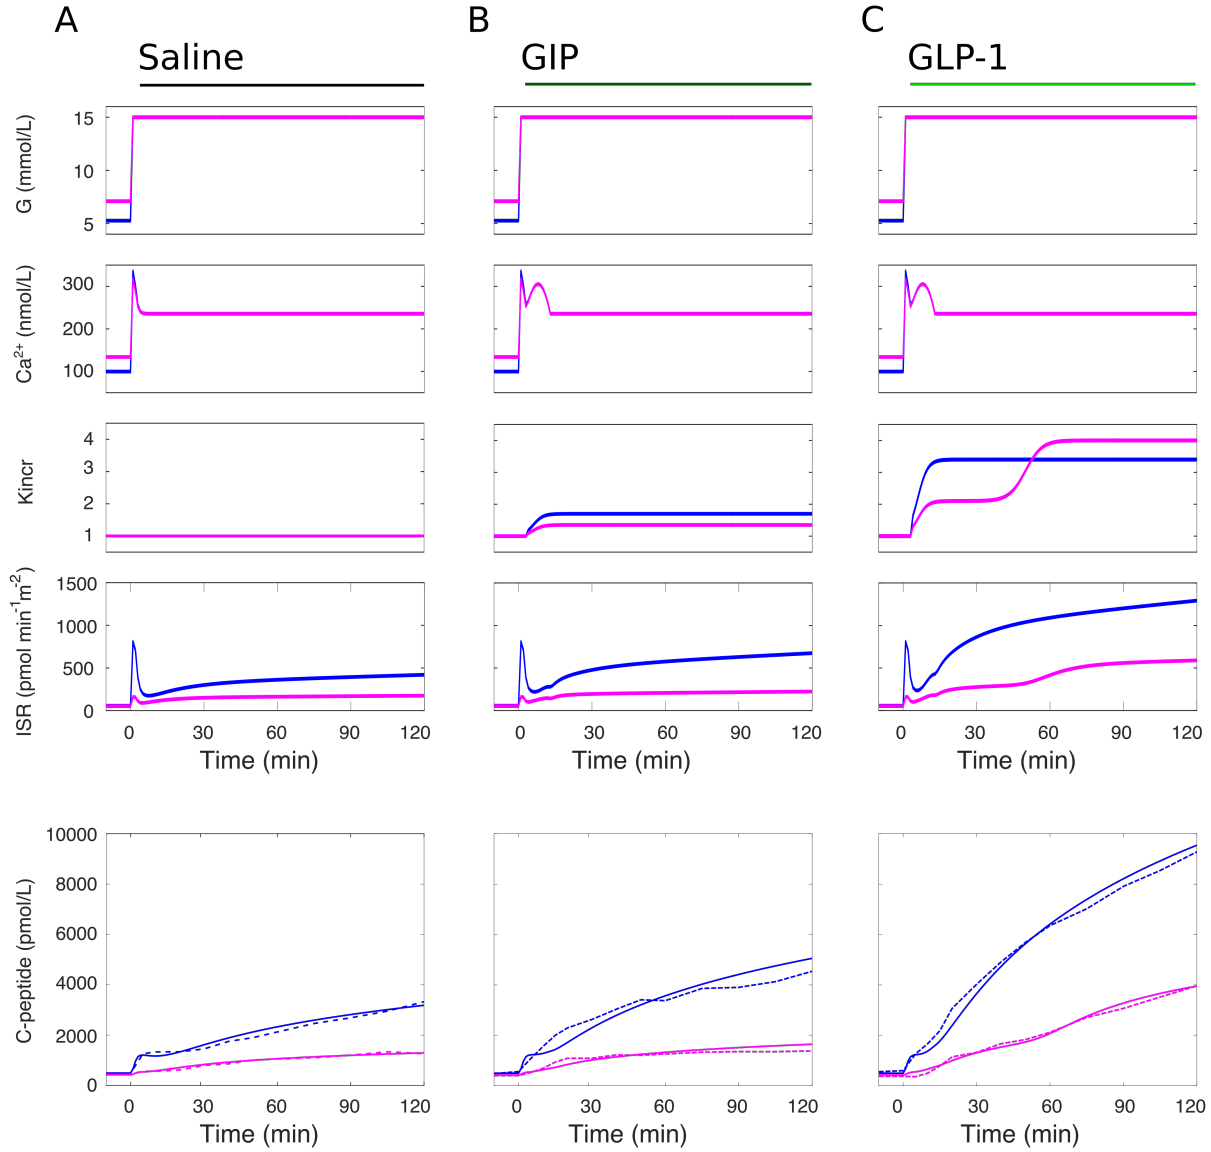 A B C
Saline GIP GLP-1
G (mmol/L)
15
10
5
Ca2+ (nmol/L)
300
200
100
Kincr
4
3
2
1
ISR (pmol min-1m-2)
1500
1000
500
0
0 30 60 90 120 0 30 60 90 120 0 30 60 90 120
Time (min) Time (min) Time (min)
C-peptide (pmol/L)
10000
8000
6000
4000
2000
0
0 30 60 90 120 0 30 60 90 120 0 30 60 90 120
Time (min) Time (min) Time (min)